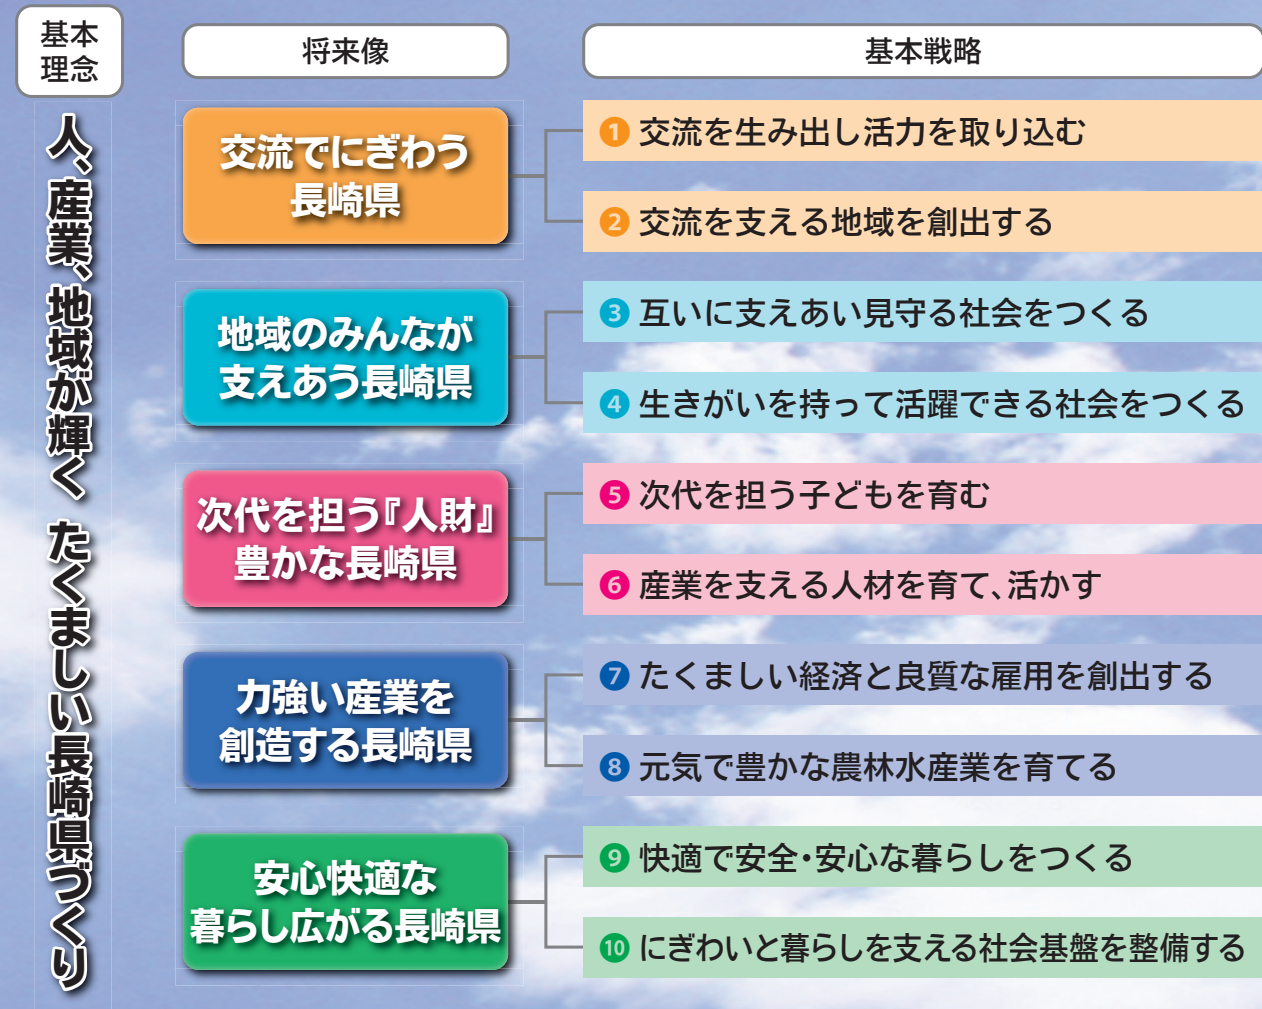 基本
理念
将来像
基本戦略
人、産業、地域が輝く たくましい長崎県づくり
交流でにぎわう
長崎県
❶ 交流を生み出し活力を取り込む
❷ 交流を支える地域を創出する
地域のみんなが
支えあう長崎県
❸ 互いに支えあい見守る社会をつくる
❹ 生きがいを持って活躍できる社会をつくる
次代を担う『人財』
豊かな長崎県
❺ 次代を担う子どもを育む
❻ 産業を支える人材を育て、活かす
力強い産業を
創造する長崎県
❼ たくましい経済と良質な雇用を創出する
❽ 元気で豊かな農林水産業を育てる
安心快適な
暮らし広がる長崎県
❾ 快適で安全・安心な暮らしをつくる
❿ にぎわいと暮らしを支える社会基盤を整備する